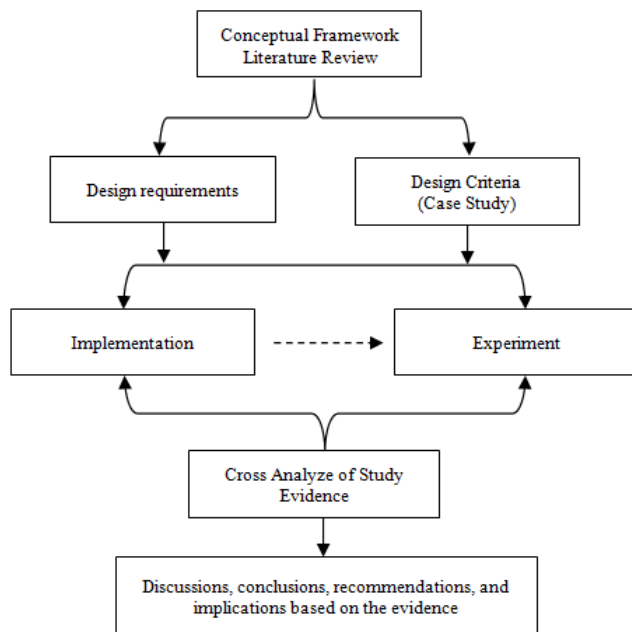 Conceptual Framework
Literature Review
Design requirements
Design Criteria
(Case Study)
Implementation
Experiment
Cross Analyze of Study
Evidence
Discussions, conclusions, recommendations, and
implications based on the evidence